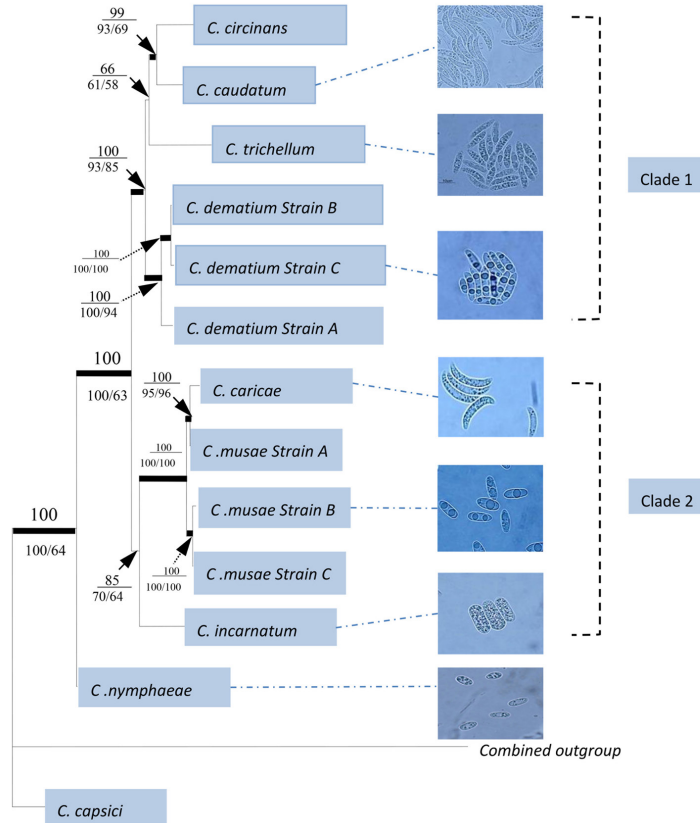 99
93/69
C. circinans
66
61/58
C. caudatum
100
93/85
C. trichellum
Clade 1
C. dematium Strain B
100
100/100
C. dematium Strain C
100
100/94
C. dematium Strain A
100
100/63
100
95/96
C. caricae
100
100/100
C .musae Strain A
C .musae Strain B
Clade 2
100
100/64
85
70/64
100
100/100
C .musae Strain C
C. incarnatum
C .nymphaeae
Combined outgroup
C. capsici